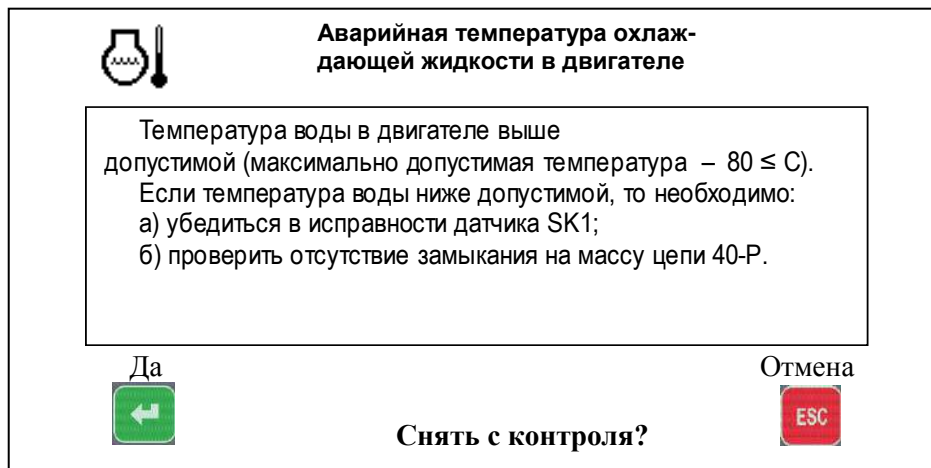 Аварийная температура охлаж-
дающей жидкости в двигателе
Температура воды в двигателе выше
допустимой (максимально допустимая температура – 80 ≤ С).
Если температура воды ниже допустимой, то необходимо:
а) убедиться в исправности датчика SK1;
б) проверить отсутствие замыкания на массу цепи 40-Р.
Да
Отмена
ESC
Снять с контроля?